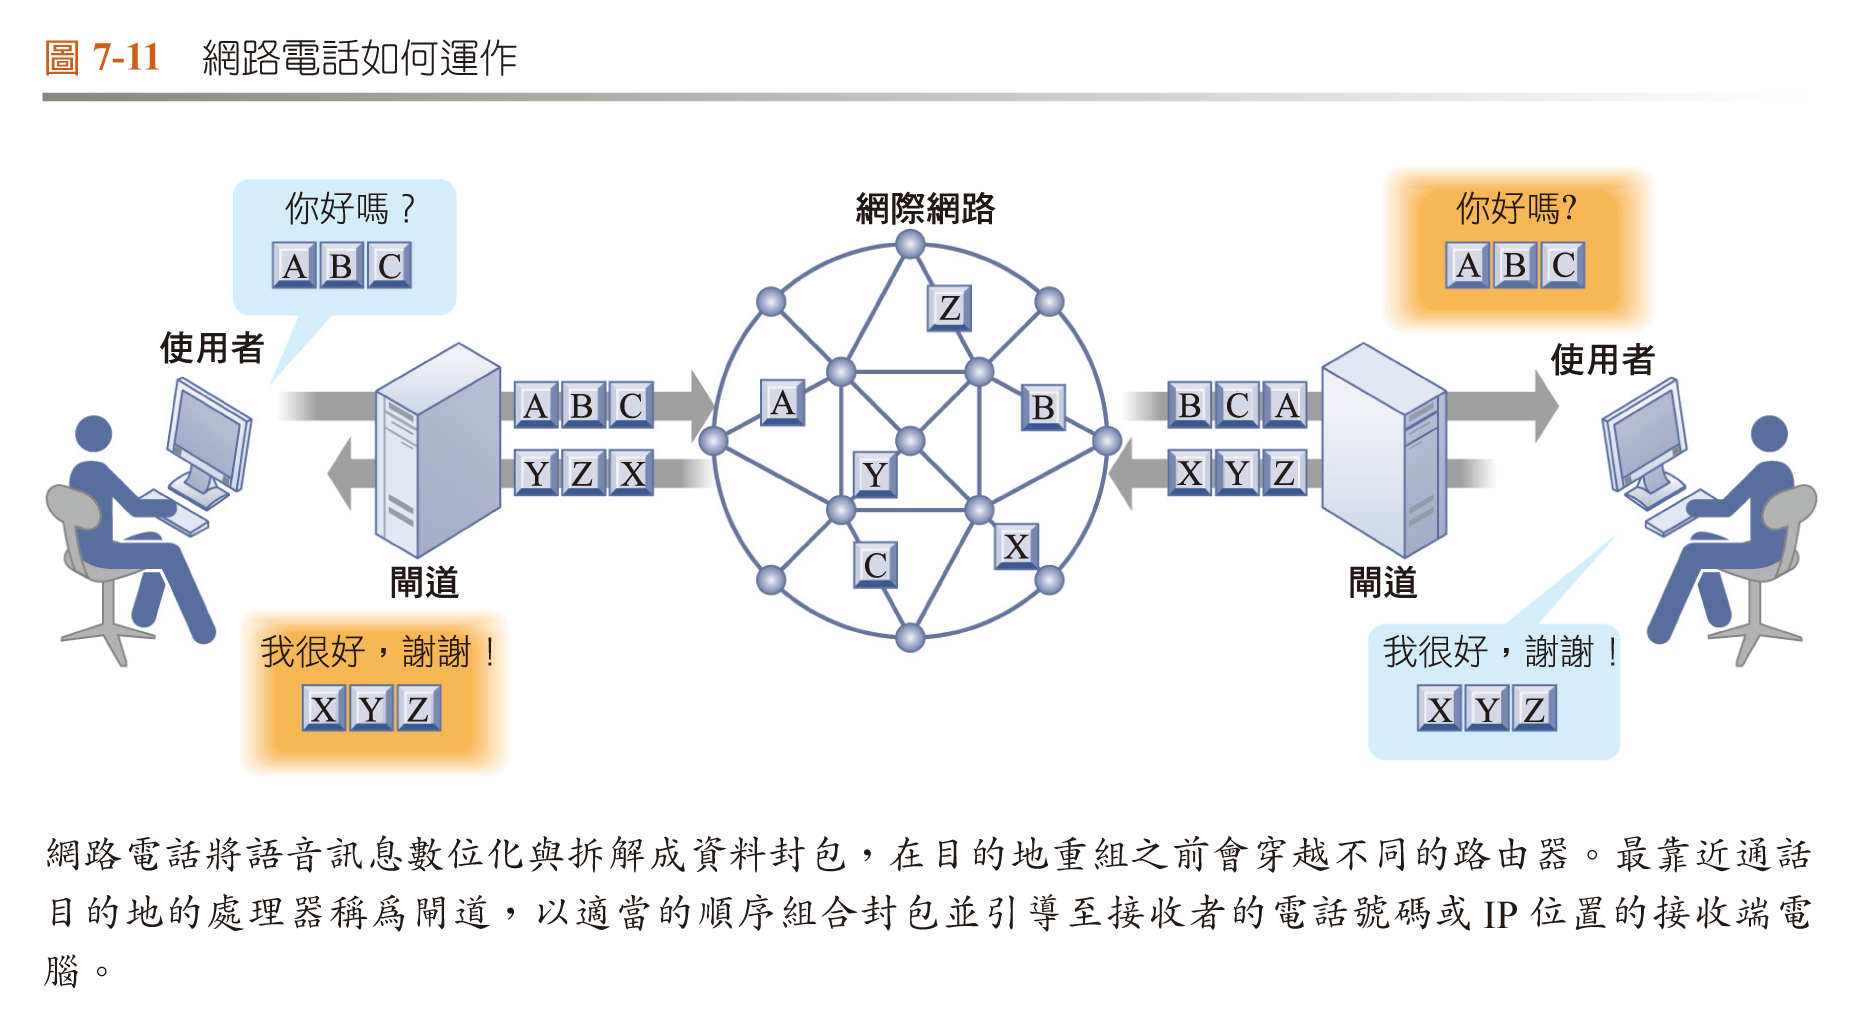 圖 7-11 網路電話如何運作
你好嗎？
A B C
使用者
閘道
A B C
Y Z X
我很好，謝謝！
X Y Z
網際網路
Z
A
B
Y
X
C
B C A
X Y Z
閘道
你好嗎?
A B C
使用者
我很好，謝謝！
X Y Z
網路電話將語音訊息數位化與拆解成資料封包，在目的地重組之前會穿越不同的路由器。最靠近通話
目的地的處理器稱爲閘道，以適當的順序組合封包並引導至接收者的電話號碼或 IP 位置的接收端電
腦。